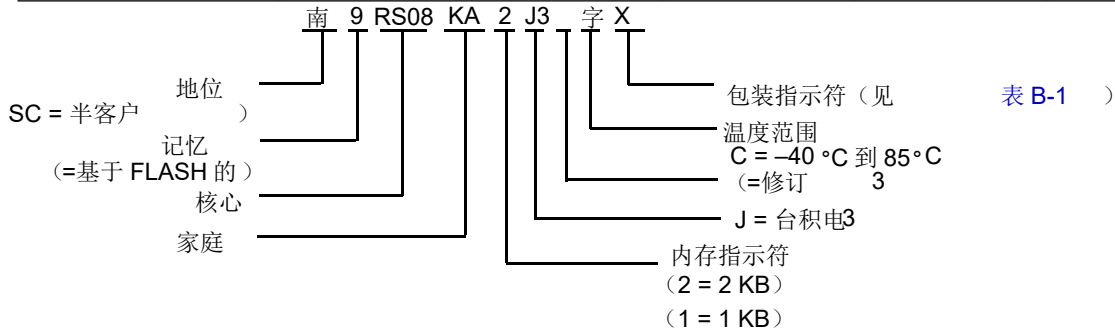 南 9 RS08 KA 2 J3 字 X
地位
SC = 半客户 ）
记忆
（=基于 FLASH 的 ）
核心
家庭
包装指示符（见 表 B-1 ）
温度范围
C = –40 °C 到 85°C
（=修订 3
J = 台积电3
内存指示符
（2 = 2 KB）
（1 = 1 KB）